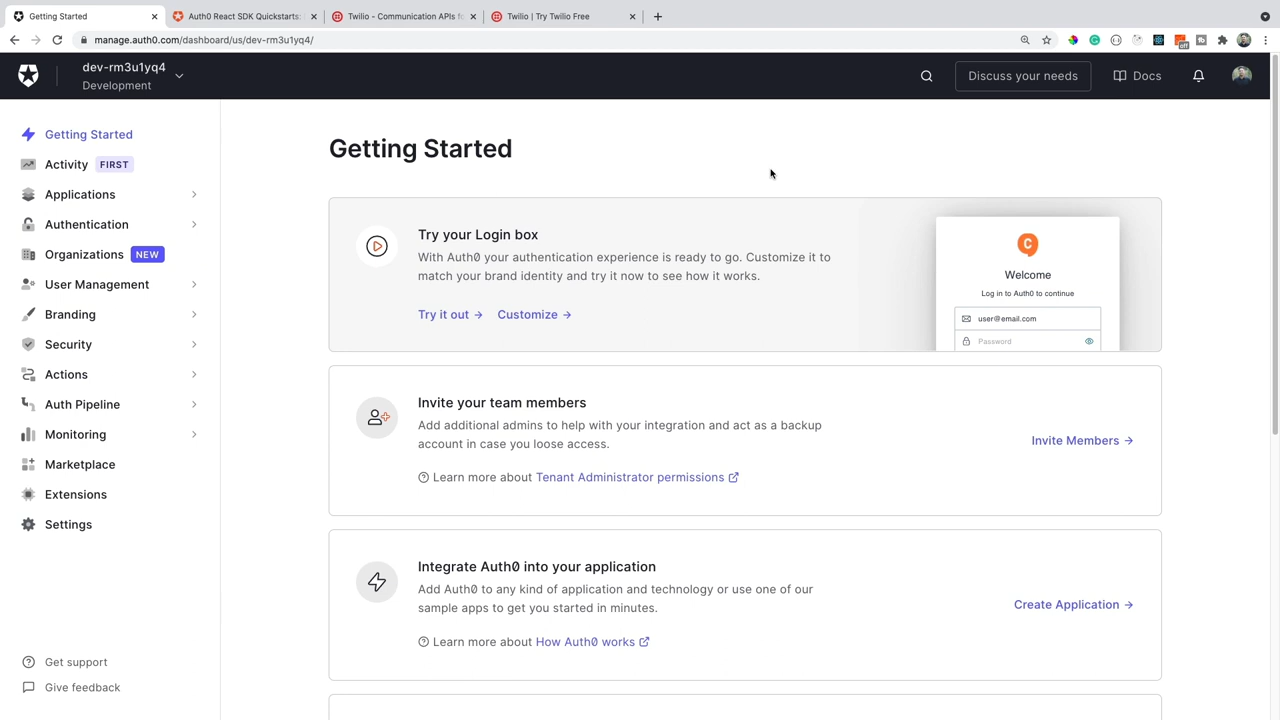 Getting Started
Auth0 React SDK Quickstarts:
Twilio - Communication APIs fo
Twilio | Try Twilio Free
manage.auth0.com/dashboard/us/dev-rm3u1yq4/
off
dev-rm3u1yq4
Development
Discuss your needs
Docs
Getting Started
Activity FIRST
Applications
Authentication
Organizations NEW
User Management
Branding
Security
Actions
Auth Pipeline
Monitoring
Marketplace
Extensions
Settings
Get support
Give feedback
Getting Started
Try your Login box
With Auth0 your authentication experience is ready to go. Customize it to
match your brand identity and try it now to see how it works.
Try it out → Customize →
C
Welcome
Log in to Auth0 to continue
user@email.com
Password
Invite your team members
Add additional admins to help with your integration and act as a backup
account in case you loose access.
Learn more about Tenant Administrator permissions
Invite Members →
Integrate Auth0 into your application
Add Auth0 to any kind of application and technology or use one of our
sample apps to get you started in minutes.
Learn more about How Auth0 works
Create Application →